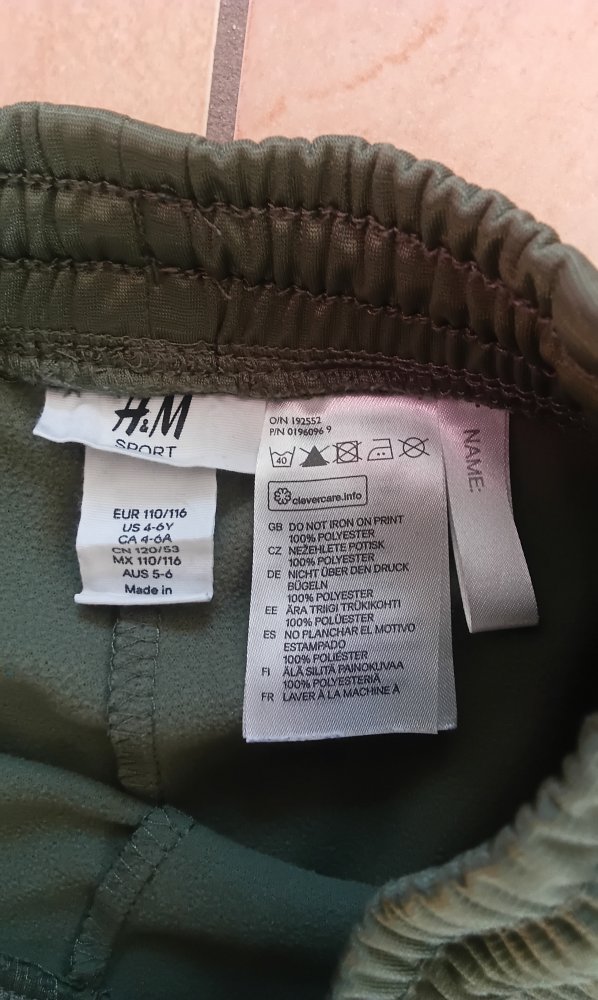 H&M
SPORT
EUR 110/116
US 4-6Y
CA 4-6A
CN 120/53
MX 110/116
AUS 5-6
Made in
O/N 192552
P/N 0196096 9
40
clevercare.info
GB DO NOT IRON ON PRINT
100% POLYESTER
CZ NEŽEHLETE POTISK
100% POLYESTER
DE NICHT ÜBER DEN DRUCK
BÜGELN
100% POLYESTER
EE ÄRA TRIIGI TRÜKIKOHTI
100% POLÜESTER
ES NO PLANCHAR EL MOTIVO
ESTAMPADO
100% POLIÉSTER
FI ÄLÄ SILITÄ PAINOKUVAA
100% POLYESTERIÄ
FR LAVER À LA MACHINE À
NAME: